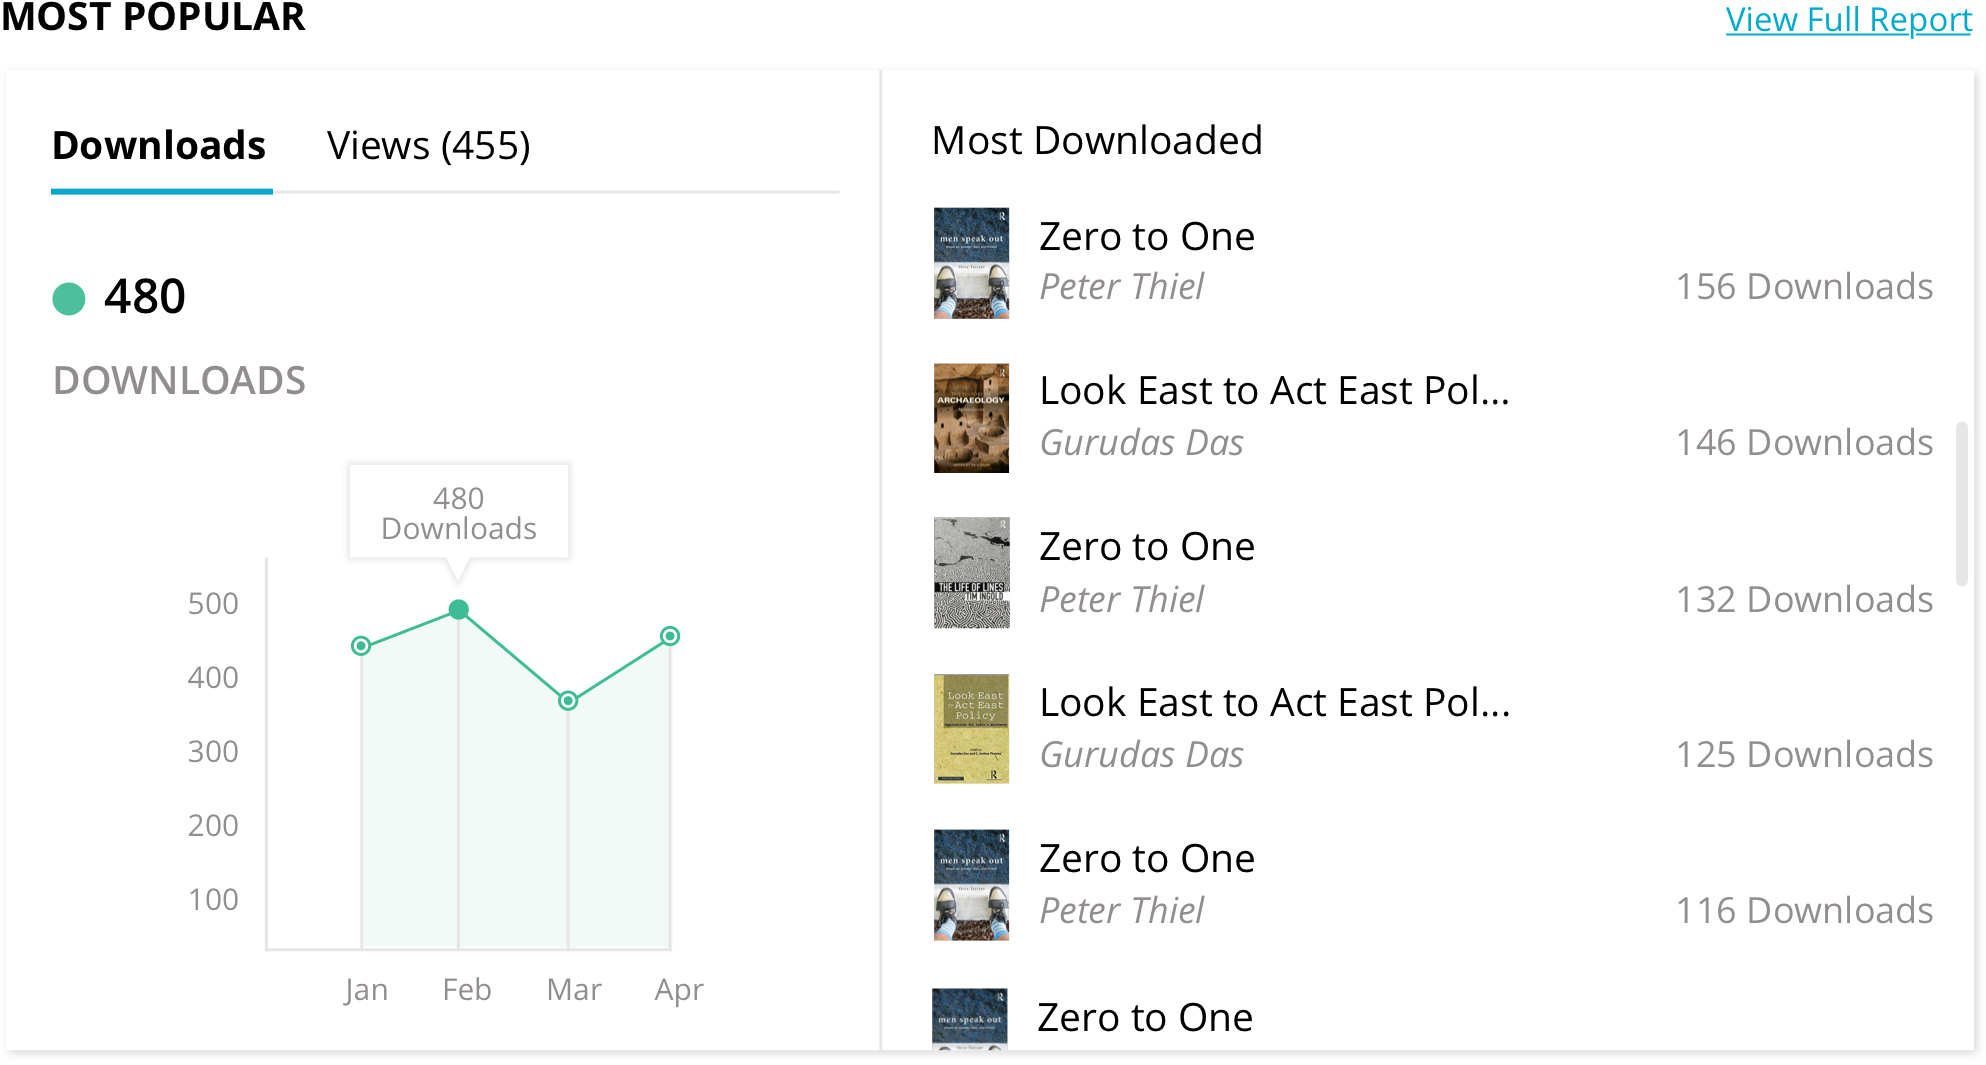 MOST POPULAR
View Full Report
Downloads
Views (455)
480
DOWNLOADS
480
Downloads
500
400
300
200
100
Jan
Feb
Mar
Apr
Most Downloaded
men speak out
Zero to One
Peter Thiel
156 Downloads
ARCHAEOLOGY
Look East to Act East Pol...
Gurudas Das
146 Downloads
THE LIFE OF LINES
TIM INGOLD
Zero to One
Peter Thiel
132 Downloads
Look East
to Act East
Policy
Look East to Act East Pol...
Gurudas Das
125 Downloads
men speak out
Zero to One
Peter Thiel
116 Downloads
men speak out
Zero to One